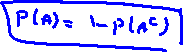 P(A) = 1-P(A^c)